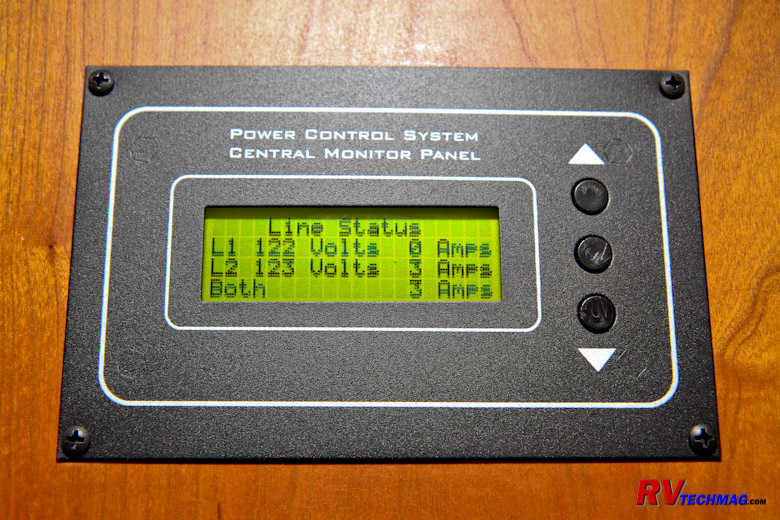 POWER CONTROL SYSTEM
CENTRAL MONITOR PANEL
Line Status
L1 122 Volts 0 Amps
L2 123 Volts 3 Amps
Both 3 Amps
RVTECHMAG.COM